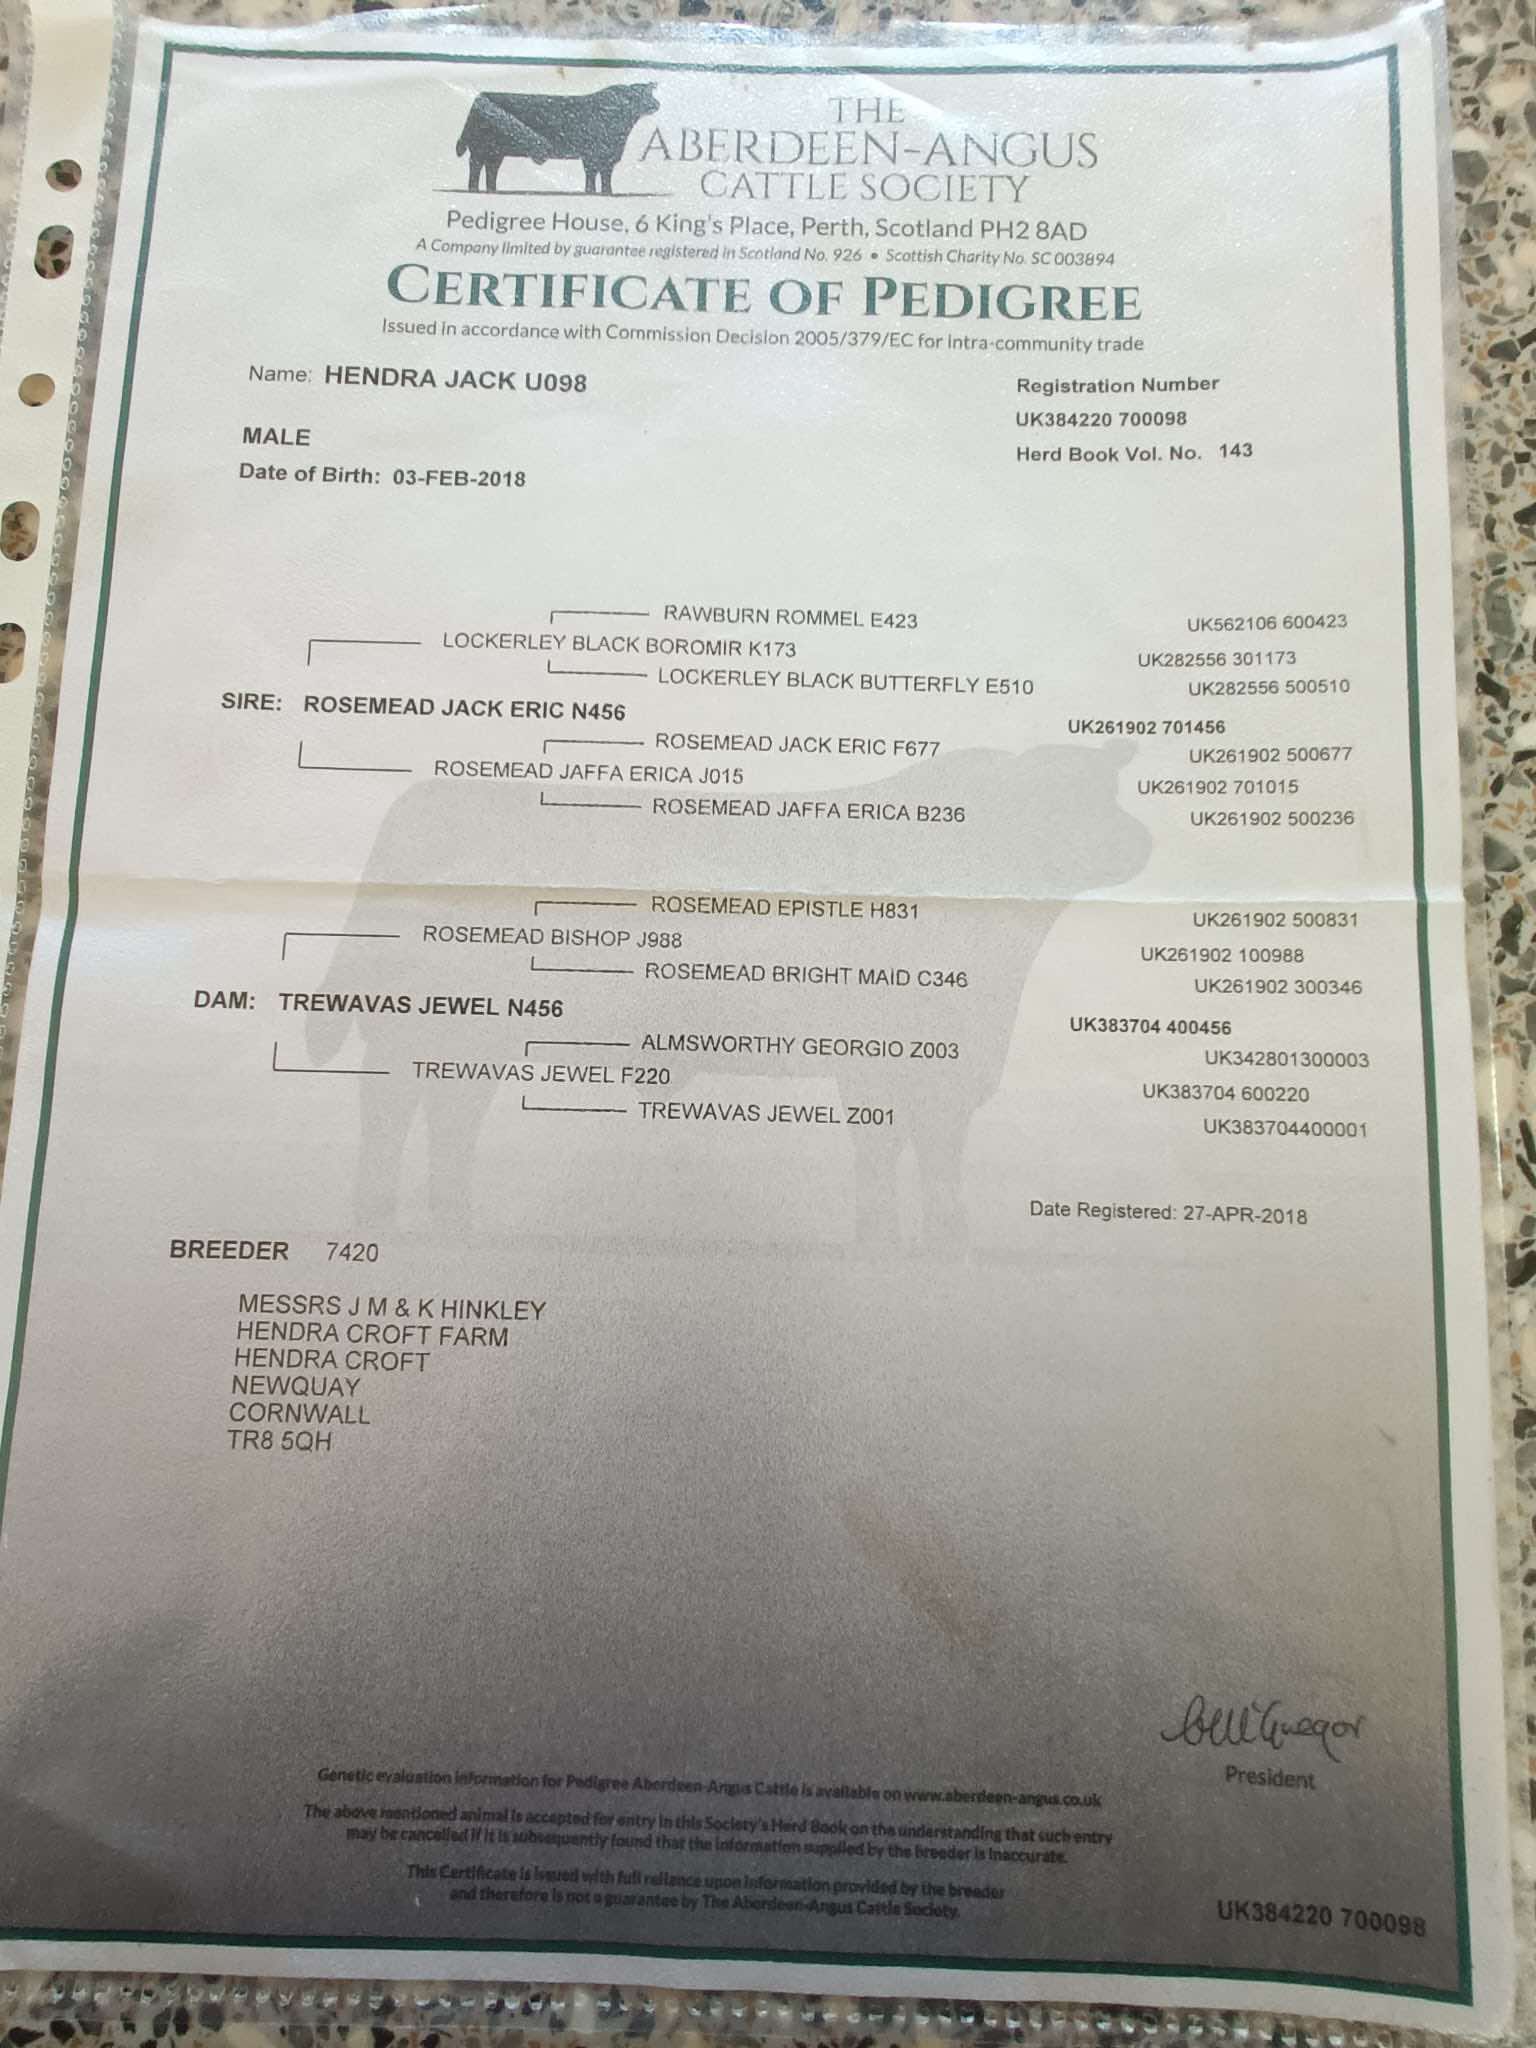 THE
ABERDEEN-ANGUS
CATTLE SOCIETY
Pedigree House, 6 King's Place, Perth, Scotland PH2 8AD
A Company limited by guarantee registered in Scotland No. 926 • Scottish Charity No. SC 003894
CERTIFICATE OF PEDIGREE
Issued in accordance with Commission Decision 2005/379/EC for intra-community trade
Name: HENDRA JACK U098
Registration Number
UK384220 700098
MALE
Herd Book Vol. No. 143
Date of Birth: 03-FEB-2018
RAWBURN ROMMEL E423 UK562106 600423
LOCKERLEY BLACK BOROMIR K173 UK282556 301173
LOCKERLEY BLACK BUTTERFLY E510 UK282556 500510
SIRE: ROSEMEAD JACK ERIC N456 UK261902 701456
ROSEMEAD JACK ERIC F677 UK261902 500677
ROSEMEAD JAFFA ERICA J015 UK261902 701015
ROSEMEAD JAFFA ERICA B236 UK261902 500236
ROSEMEAD EPISTLE H831 UK261902 500831
ROSEMEAD BISHOP J988 UK261902 100988
ROSEMEAD BRIGHT MAID C346 UK261902 300346
DAM: TREWAVAS JEWEL N456 UK383704 400456
ALMSWORTHY GEORGIO Z003 UK342801300003
TREWAVAS JEWEL F220 UK383704 600220
TREWAVAS JEWEL Z001 UK383704400001
Date Registered: 27-APR-2018
BREEDER 7420
MESSRS J M & K HINKLEY
HENDRA CROFT FARM
HENDRA CROFT
NEWQUAY
CORNWALL
TR8 5QH
President
Genetic evaluation information for Pedigree Aberdeen-Angus Cattle is available on www.aberdeen-angus.co.uk
The above mentioned animal is accepted for entry in this Society's Herd Book on the understanding that such entry
may be cancelled if it is subsequently found that the information supplied by the breeder is inaccurate.
This Certificate is issued with full reliance upon information provided by the breeder
and therefore is not a guarantee by The Aberdeen-Angus Cattle Society.
UK384220 700098